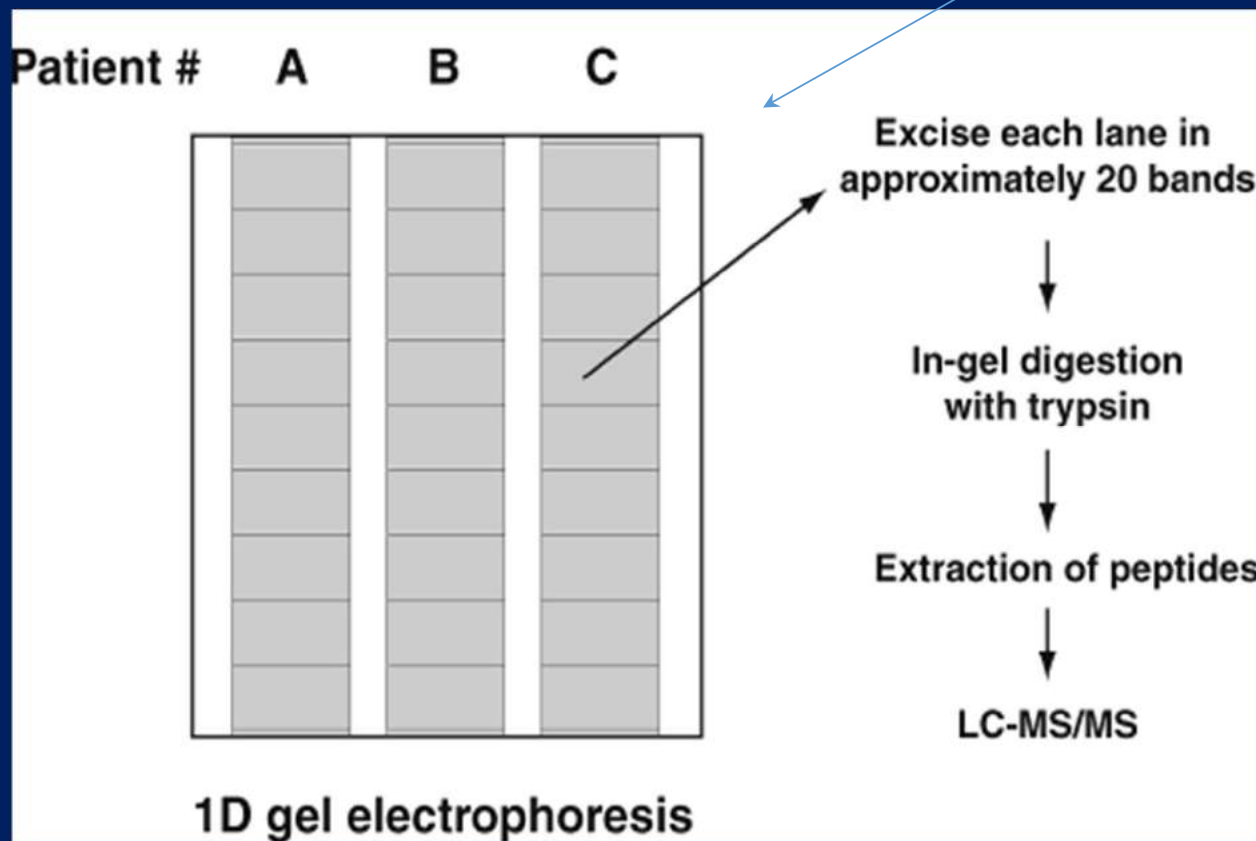 Patient # A B C
Excise each lane in
approximately 20 bands
In-gel digestion
with trypsin
Extraction of peptides
LC-MS/MS
1D gel electrophoresis